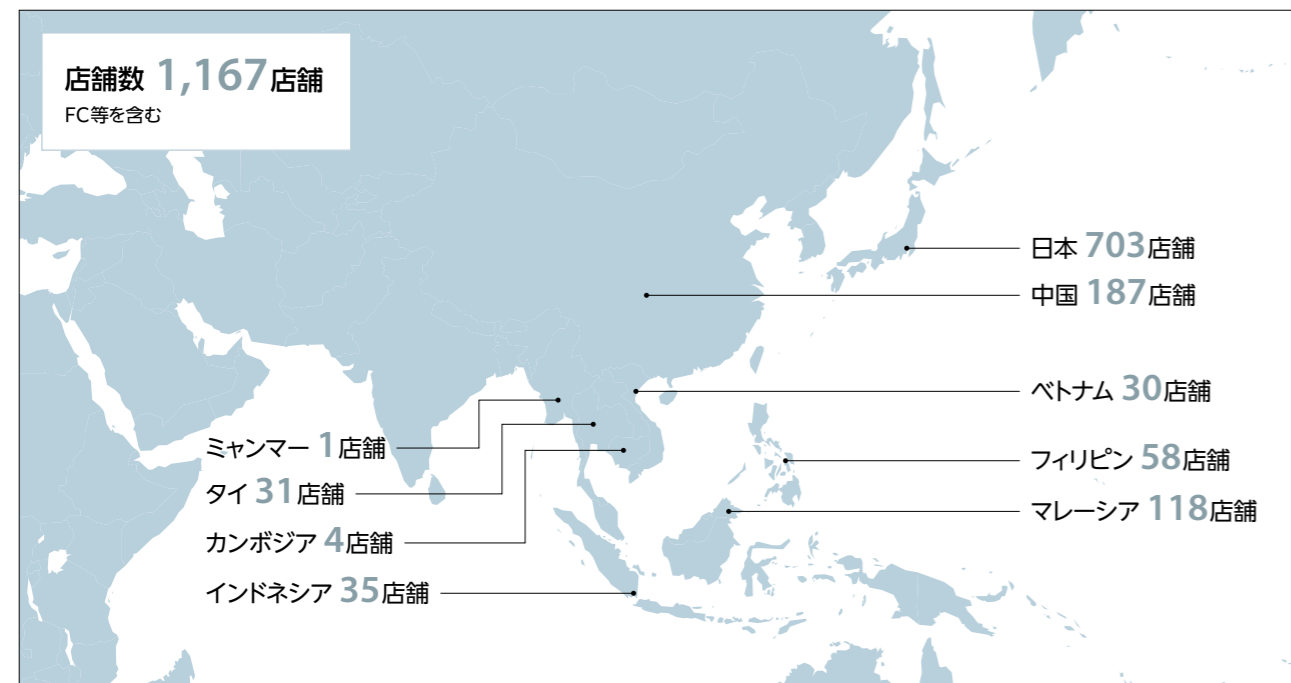 店舗数 1,167店舗
FC等を含む
日本 703店舗
中国 187店舗
ベトナム 30店舗
フィリピン 58店舗
マレーシア 118店舗
ミャンマー 1店舗
タイ 31店舗
カンボジア 4店舗
インドネシア 35店舗